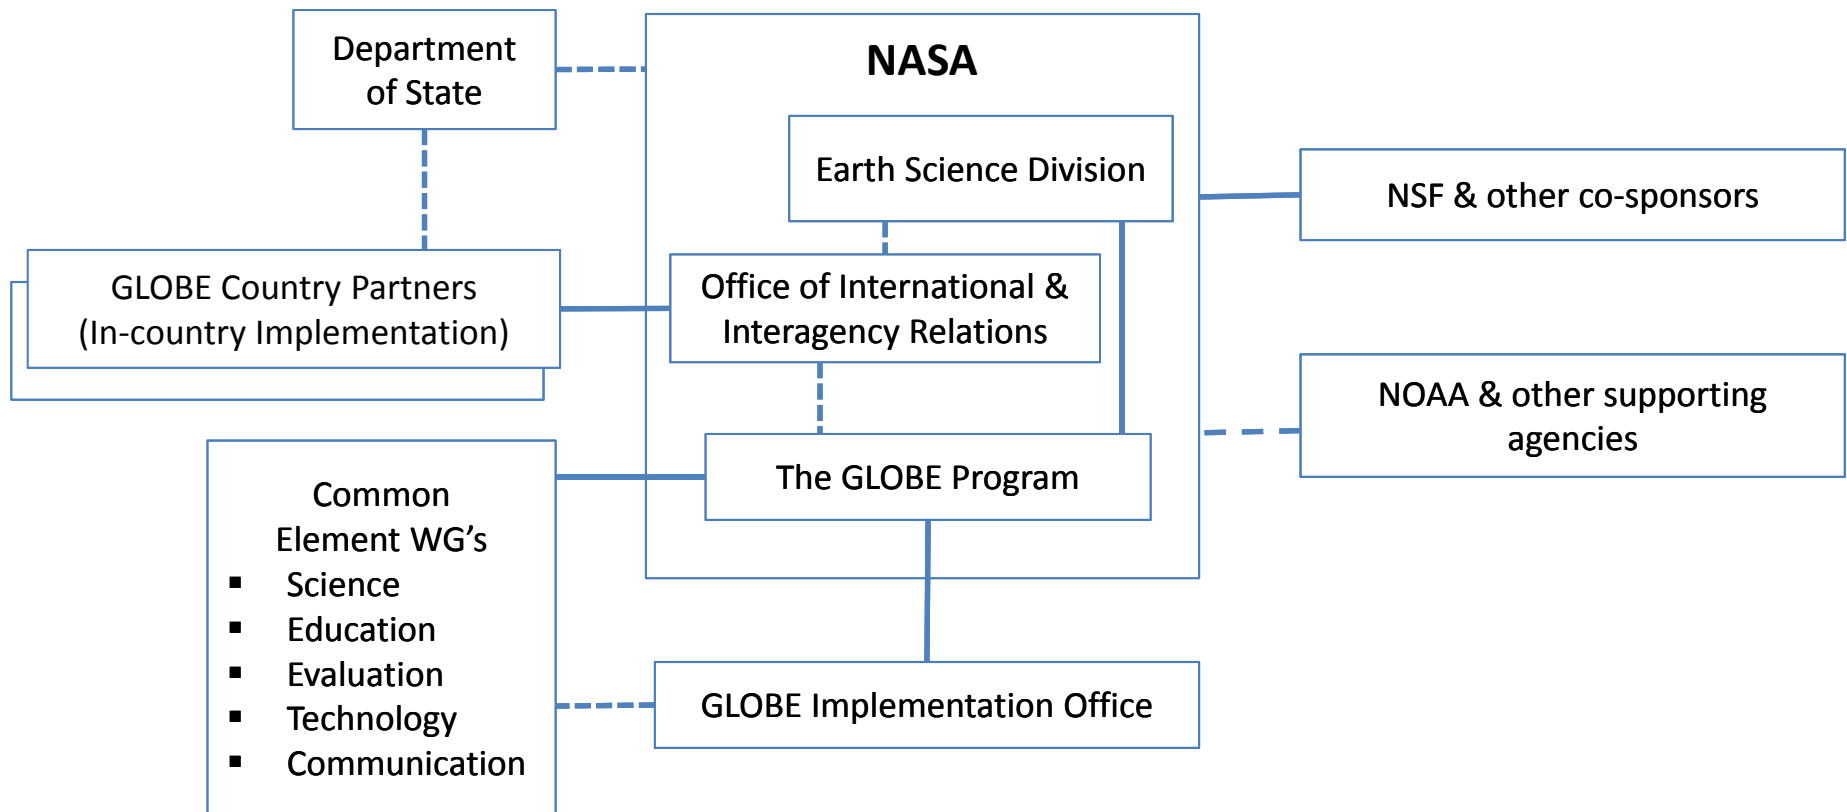 Department
of State
NASA
Earth Science Division
NSF & other co-sponsors
GLOBE Country Partners
(In-country Implementation)
Office of International &
Interagency Relations
NOAA & other supporting
agencies
The GLOBE Program
Common
Element WG’s
▪ Science
▪ Education
▪ Evaluation
▪ Technology
▪ Communication
GLOBE Implementation Office